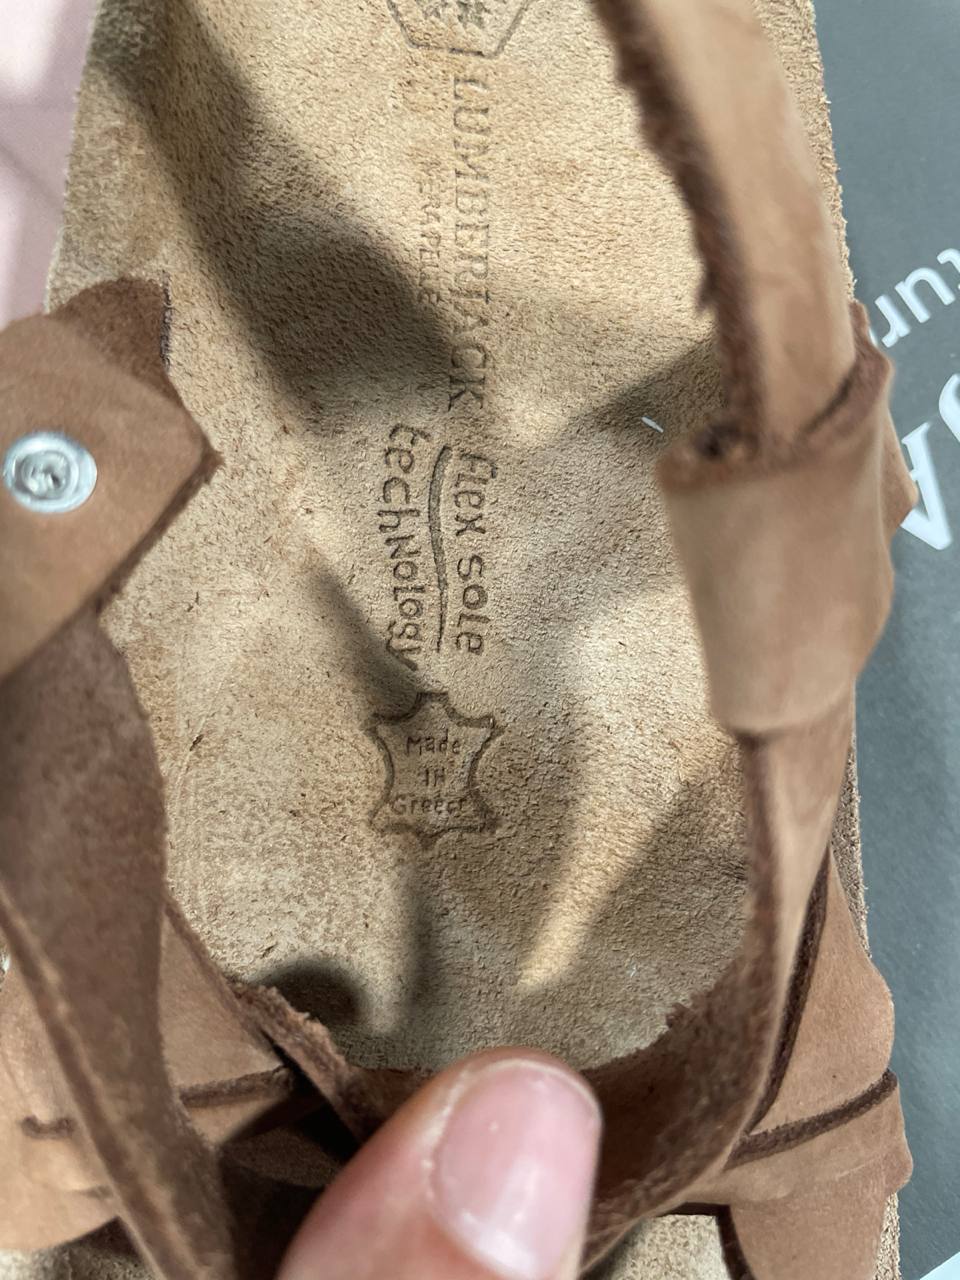 LUMBERJACK
flex sole
technology
Made
IN
Greece